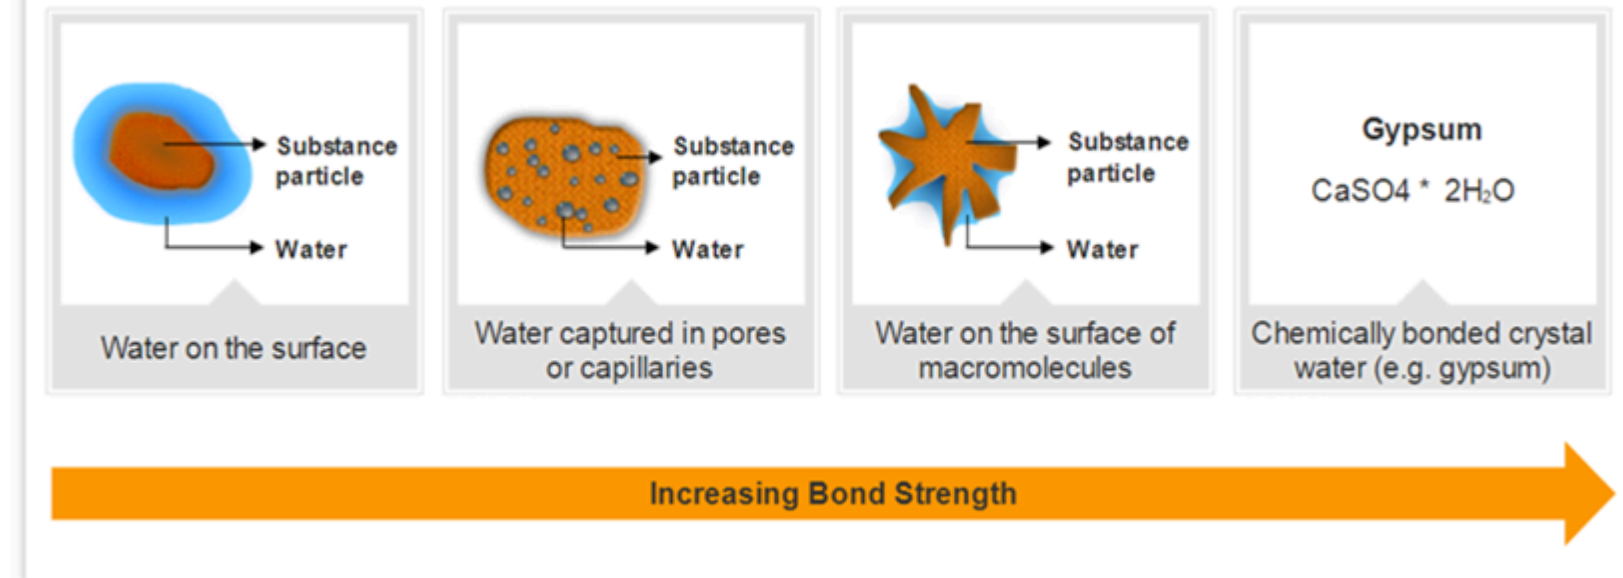 Substance
particle
Water
Water on the surface
Substance
particle
Water
Water captured in pores
or capillaries
Substance
particle
Water
Water on the surface of
macromolecules
Gypsum
CaSO4 * 2H₂O
Chemically bonded crystal
water (e.g. gypsum)
Increasing Bond Strength